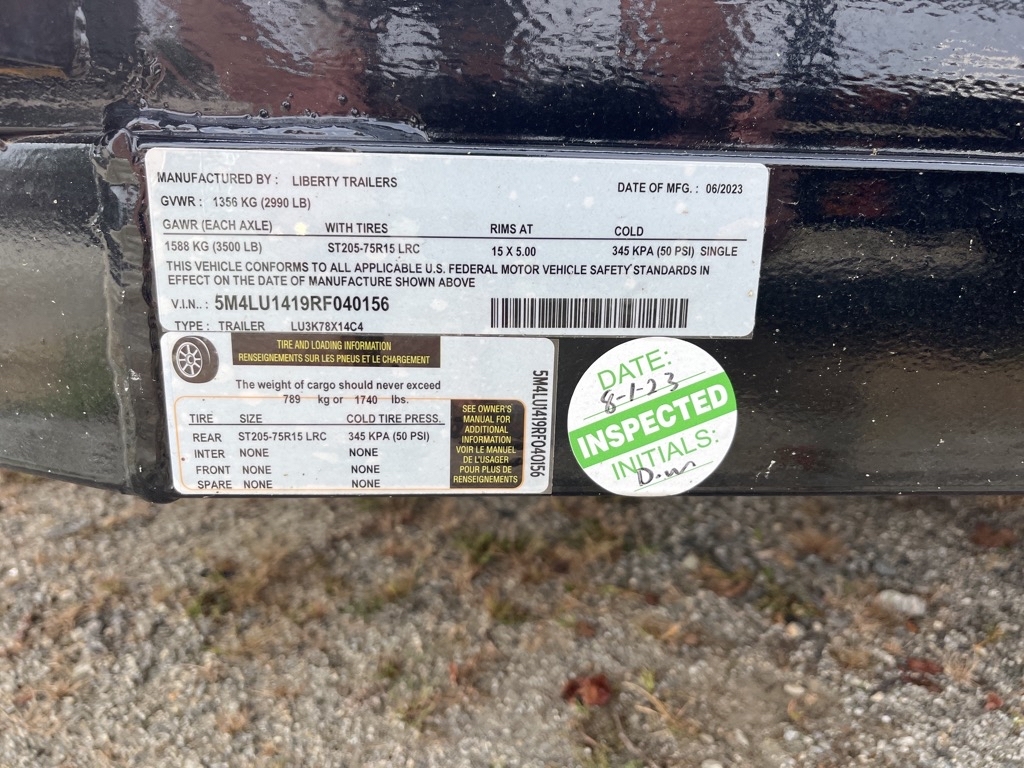 MANUFACTURED BY : LIBERTY TRAILERS DATE OF MFG. : 06/2023
GVWR : 1356 KG (2990 LB)
GAWR (EACH AXLE) WITH TIRES RIMS AT COLD
1588 KG (3500 LB) ST205-75R15 LRC 15 X 5.00 345 KPA (50 PSI) SINGLE
THIS VEHICLE CONFORMS TO ALL APPLICABLE U.S. FEDERAL MOTOR VEHICLE SAFETY STANDARDS IN
EFFECT ON THE DATE OF MANUFACTURE SHOWN ABOVE
V.I.N.. : 5M4LU1419RF040156
TYPE : TRAILER LU3K78X14C4
TIRE AND LOADING INFORMATION
RENSEIGNEMENTS SUR LES PNEUS ET LE CHARGEMENT
The weight of cargo should never exceed
789 kg or 1740 lbs.
TIRE SIZE COLD TIRE PRESS.
REAR ST205-75R15 LRC 345 KPA (50 PSI)
INTER NONE NONE
FRONT NONE NONE
SPARE NONE NONE
SEE OWNER'S
MANUAL FOR
ADDITIONAL
INFORMATION
VOIR LE MANUEL
DE L'USAGER
POUR PLUS DE
RENSEIGNEMENTS
5M4LU1419RF040156
DATE:
8-1-23
INSPECTED
INITIALS: